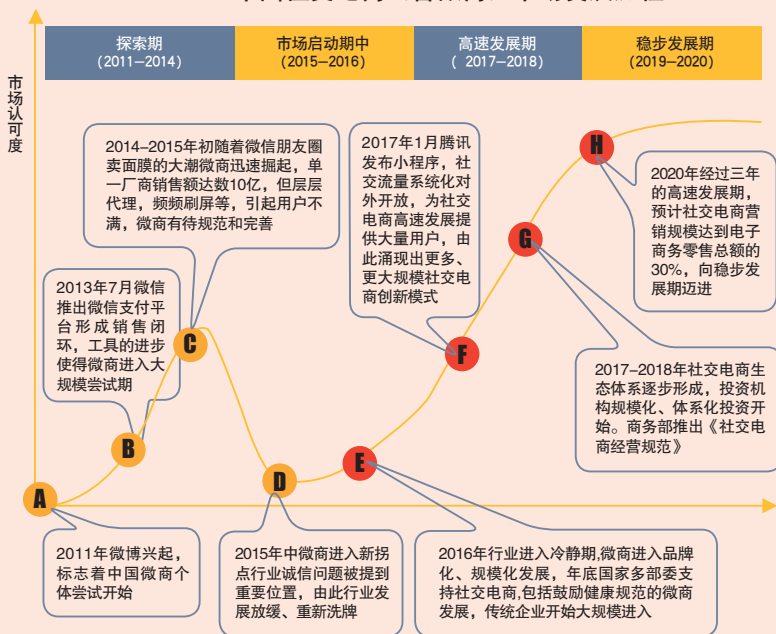 探索期
(2011–2014)
市场启动期中
(2015–2016)
高速发展期
( 2017–2018)
稳步发展期
(2019–2020)
市场认可度
2014–2015年初随着微信朋友圈
卖面膜的大潮微商迅速掘起，单
一厂商销售额达数10亿，但层层
代理，频频刷屏等，引起用户不
满，微商有待规范和完善
2017年1月腾讯
发布小程序，社
交流量系统化对
外开放，为社交
电商高速发展提
供大量用户，由
此涌现出更多、
更大规模社交电
商创新模式
H
2020年经过三年
的高速发展期，
预计社交电商营
销规模达到电子
商务零售总额的
30%，向稳步发
展期迈进
G
2013年7月微信
推出微信支付平
台形成销售闭
环，工具的进步
使得微商进入大
规模尝试期
C
F
2017–2018年社交电商生
态体系逐步形成，投资机
构规模化、体系化投资开
始。商务部推出《社交电
商经营规范》
B
E
D
A
2011年微博兴起，
标志着中国微商个
体尝试开始
2015年中微商进入新拐
点行业诚信问题被提到
重要位置，由此行业发
展放缓、重新洗牌
2016年行业进入冷静期,微商进入品牌
化、规模化发展，年底国家多部委支
持社交电商,包括鼓励健康规范的微商
发展，传统企业开始大规模进入